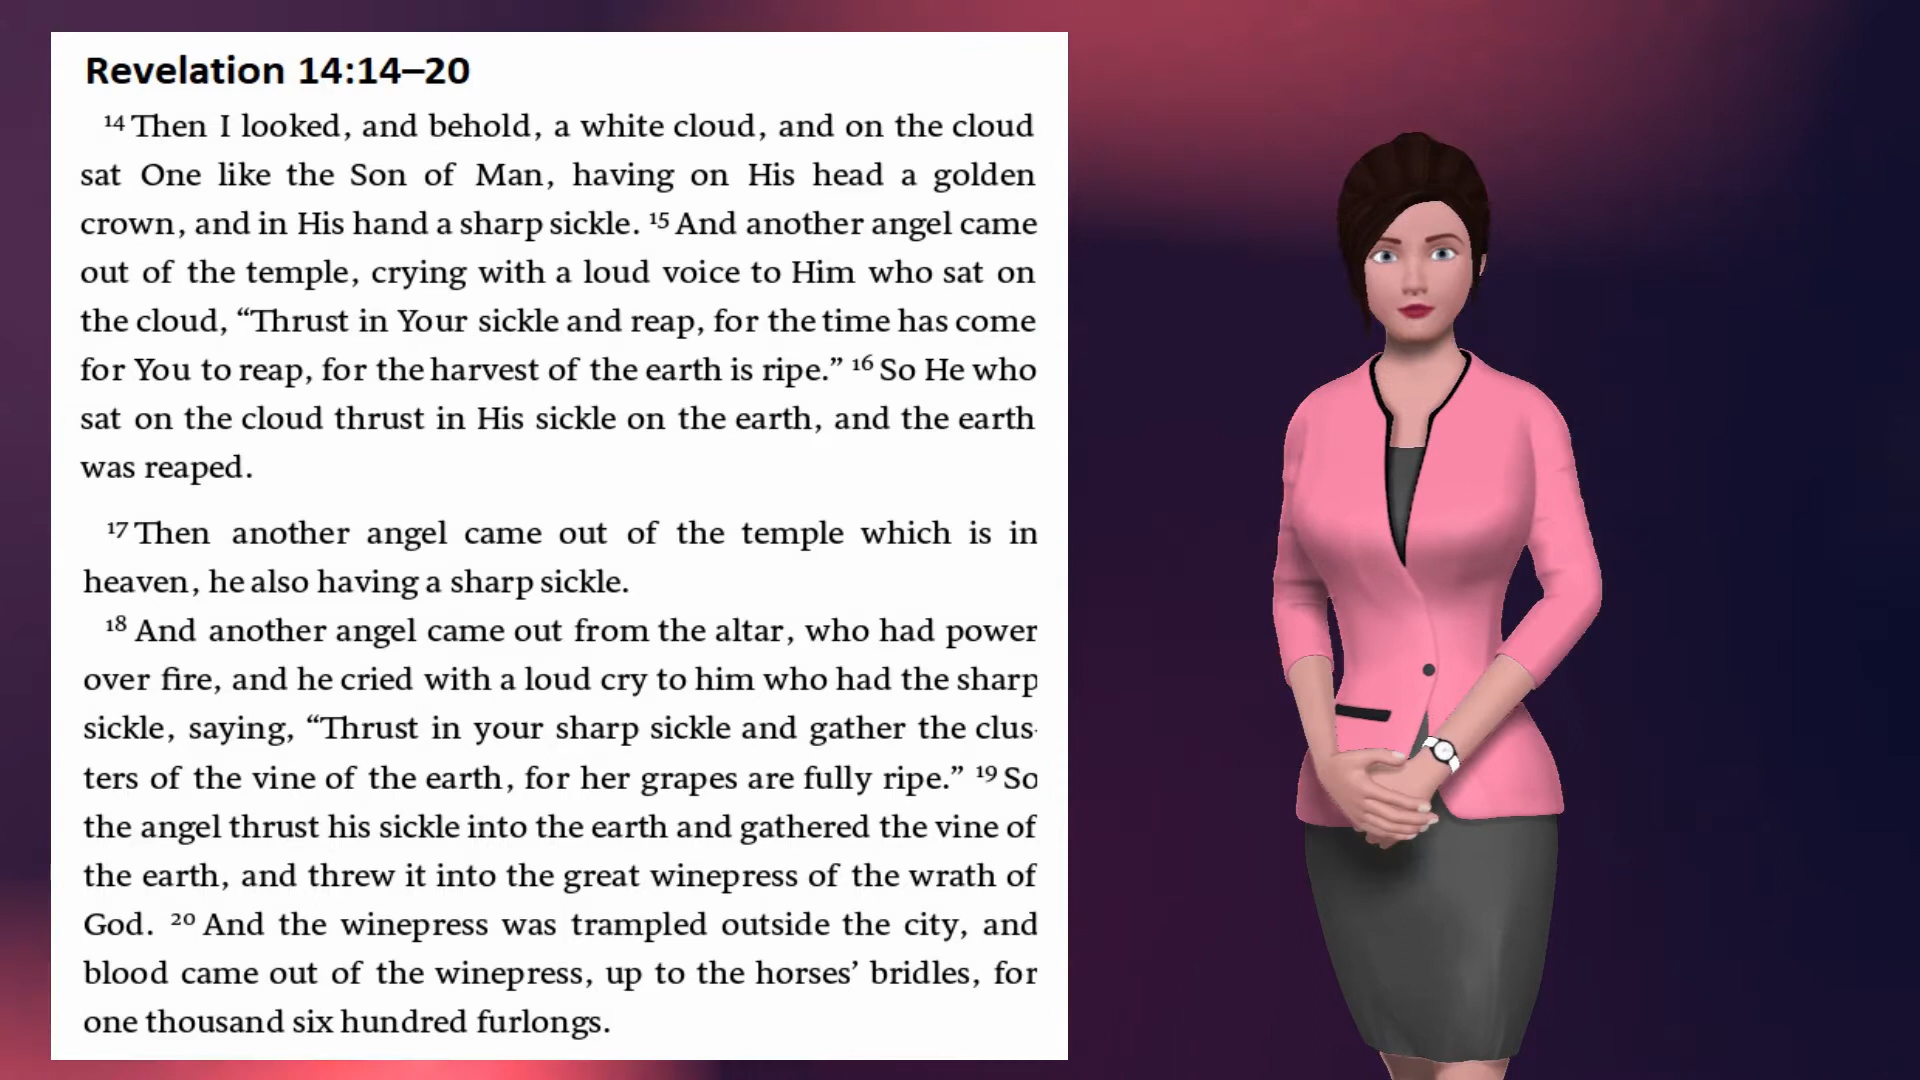 Revelation 14:14–20
14 Then I looked, and behold, a white cloud, and on the cloud
sat One like the Son of Man, having on His head a golden
crown, and in His hand a sharp sickle. 15 And another angel came
out of the temple, crying with a loud voice to Him who sat on
the cloud, “Thrust in Your sickle and reap, for the time has come
for You to reap, for the harvest of the earth is ripe.” 16 So He who
sat on the cloud thrust in His sickle on the earth, and the earth
was reaped.
17 Then another angel came out of the temple which is in
heaven, he also having a sharp sickle.
18 And another angel came out from the altar, who had power
over fire, and he cried with a loud cry to him who had the sharp
sickle, saying, “Thrust in your sharp sickle and gather the clus-
ters of the vine of the earth, for her grapes are fully ripe.” 19 So
the angel thrust his sickle into the earth and gathered the vine of
the earth, and threw it into the great winepress of the wrath of
God. 20 And the winepress was trampled outside the city, and
blood came out of the winepress, up to the horses’ bridles, for
one thousand six hundred furlongs.